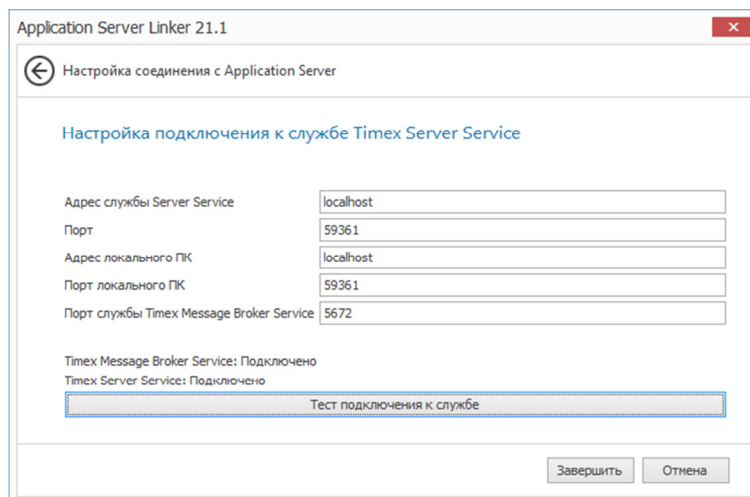 Application Server Linker 21.1
Настройка соединения с Application Server
Настройка подключения к службе Timex Server Service
Адрес службы Server Service localhost
Порт 59361
Адрес локального ПК localhost
Порт локального ПК 59361
Порт службы Timex Message Broker Service 5672
Timex Message Broker Service: Подключено
Timex Server Service: Подключено
Тест подключения к службе
Завершить Отмена